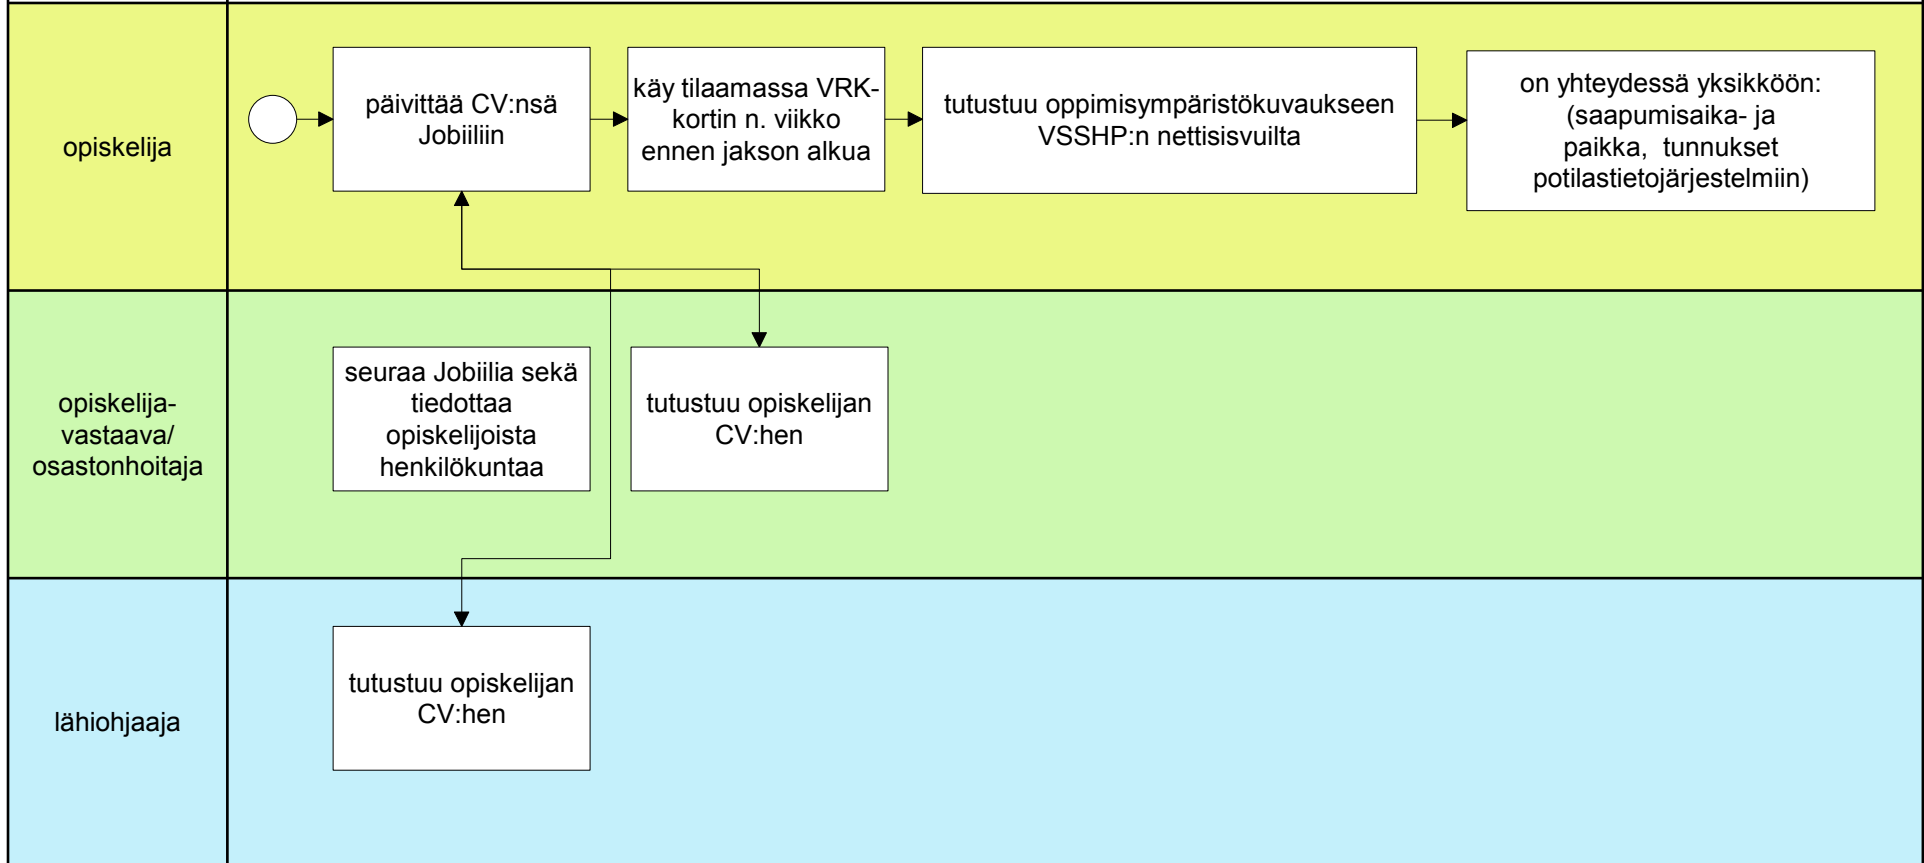 opiskelija
päivittää CV:nsä
Jobiiliin
käy tilaamassa VRK-
kortin n. viikko
ennen jakson alkua
tutustuu oppimisympäristökuvaukseen
VSSHP:n nettisisvuilta
on yhteydessä yksikköön:
(saapumisaika- ja
paikka, tunnukset
potilastietojärjestelmiin)
opiskelija-
vastaava/
osastonhoitaja
seuraa Jobiilia sekä
tiedottaa
opiskelijoista
henkilökuntaa
tutustuu opiskelijan
CV:hen
lähiohjaaja
tutustuu opiskelijan
CV:hen